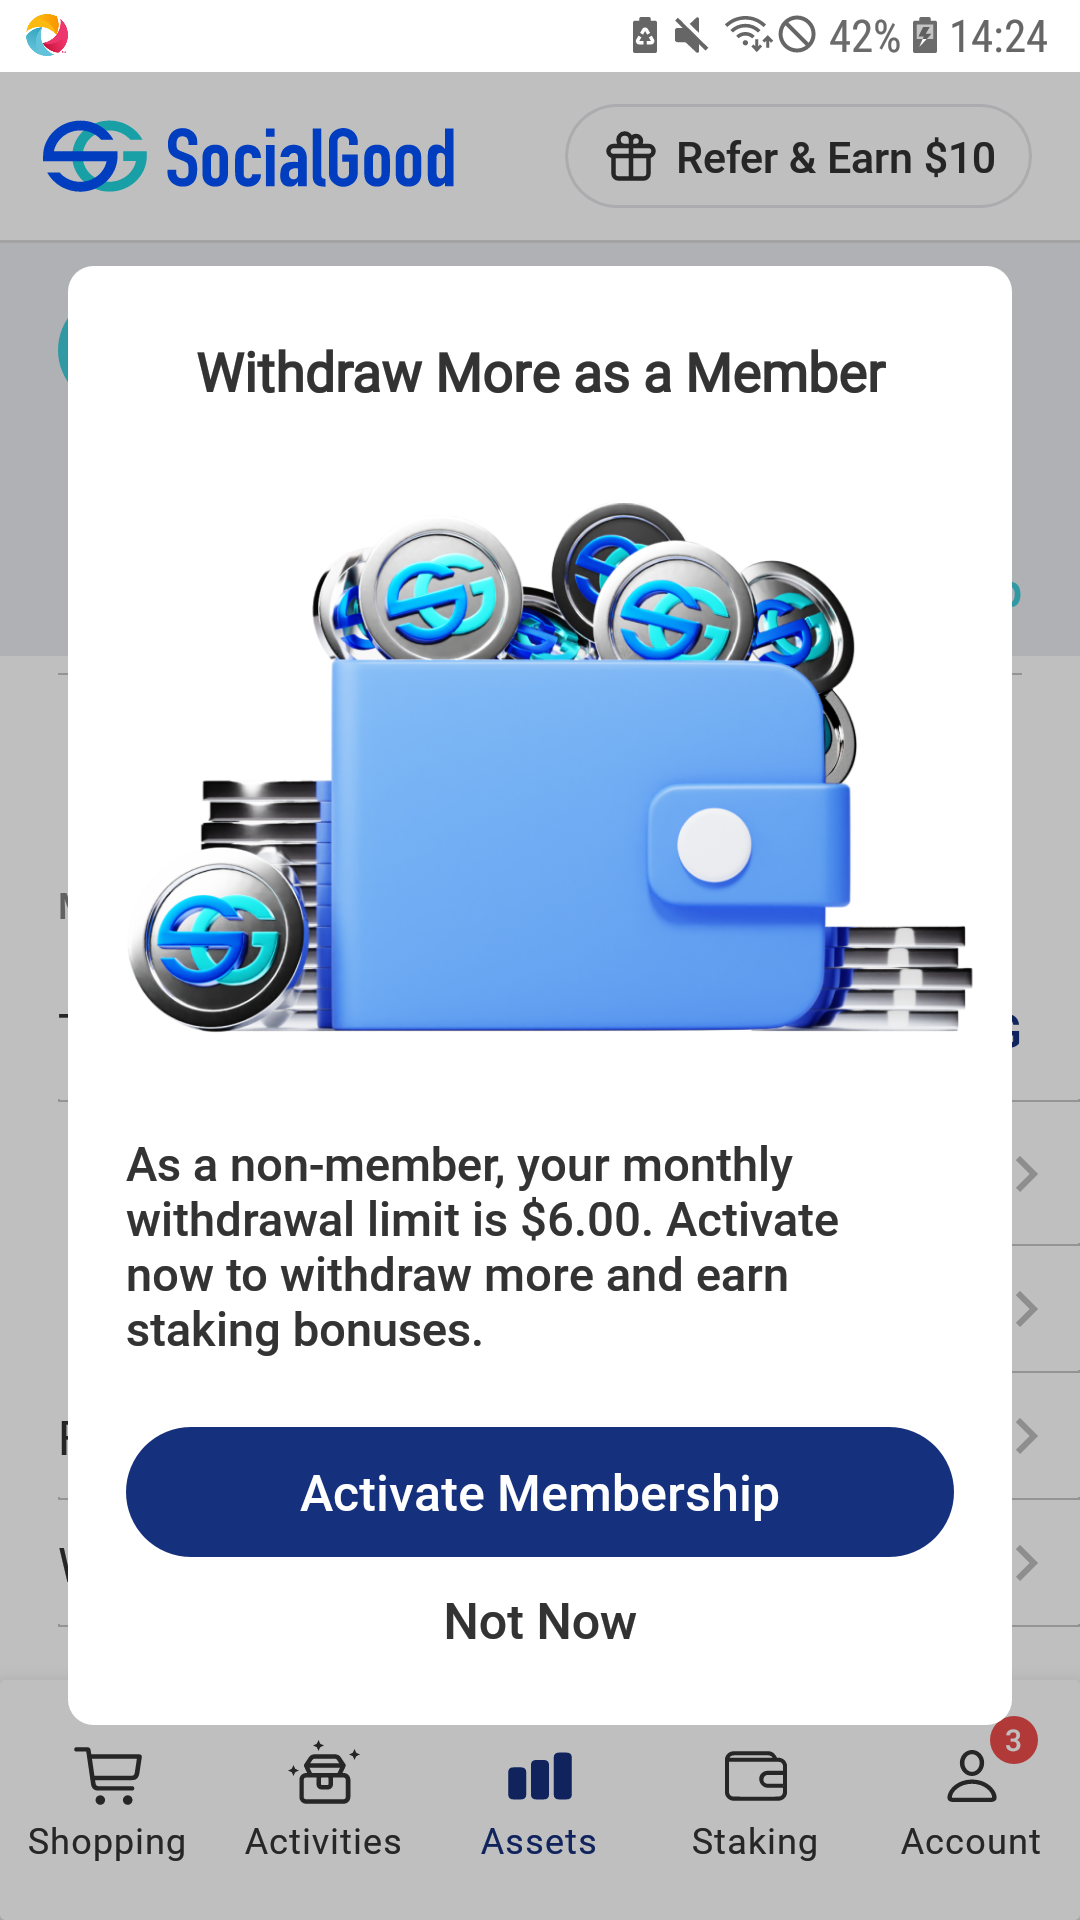 42% 14:24
SocialGood
Refer & Earn $10
Withdraw More as a Member
As a non-member, your monthly
withdrawal limit is $6.00. Activate
now to withdraw more and earn
staking bonuses.
Activate Membership
Not Now
3
Shopping Activities Assets Staking Account